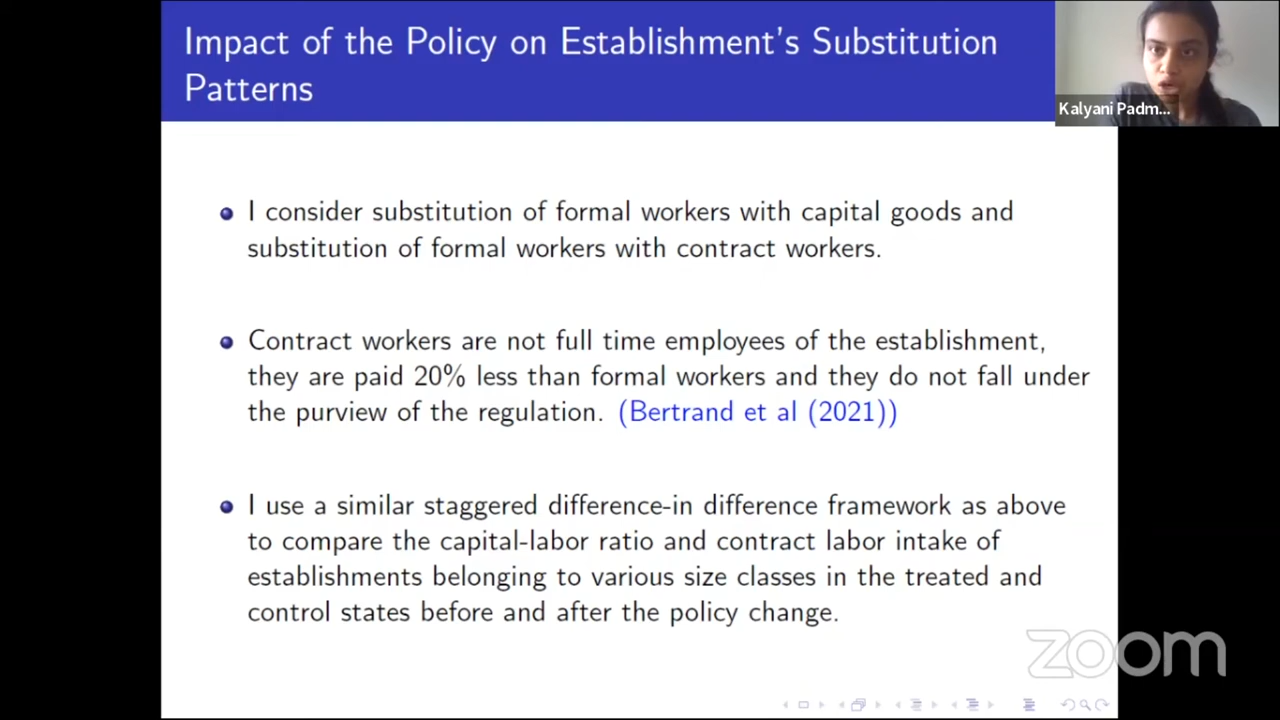 Impact of the Policy on Establishment's Substitution
Patterns
Kalyani Padm...
I consider substitution of formal workers with capital goods and
substitution of formal workers with contract workers.
Contract workers are not full time employees of the establishment,
they are paid 20% less than formal workers and they do not fall under
the purview of the regulation. (Bertrand et al (2021))
I use a similar staggered difference-in difference framework as above
to compare the capital-labor ratio and contract labor intake of
establishments belonging to various size classes in the treated and
control states before and after the policy change.
zoom